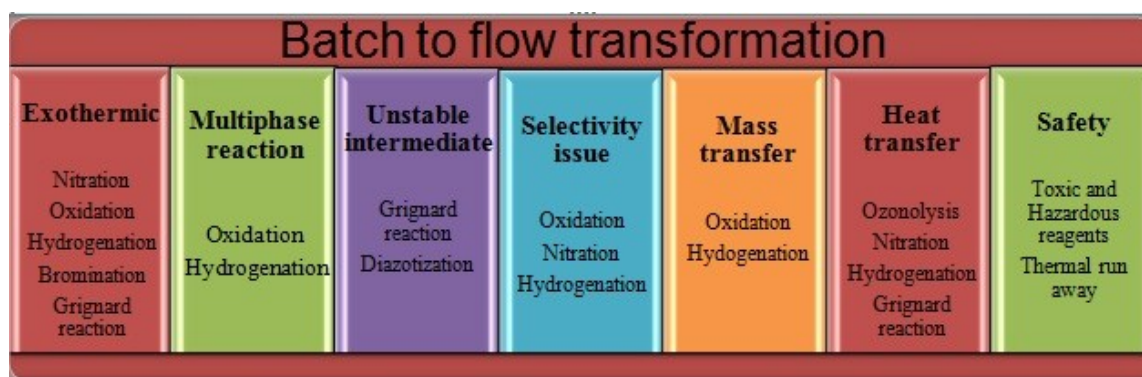 Batch to flow transformation
Exothermic
Nitration
Oxidation
Hydrogenation
Bromination
Grignard
reaction
Multiphase
reaction
Oxidation
Hydrogenation
Unstable
intermediate
Grignard
reaction
Diazotization
Selectivity
issue
Oxidation
Nitration
Hydrogenation
Mass
transfer
Oxidation
Hydogenation
Heat
transfer
Ozonolysis
Nitration
Hydrogenation
Grignard
reaction
Safety
Toxic and
Hazardous
reagents
Thermal run
away